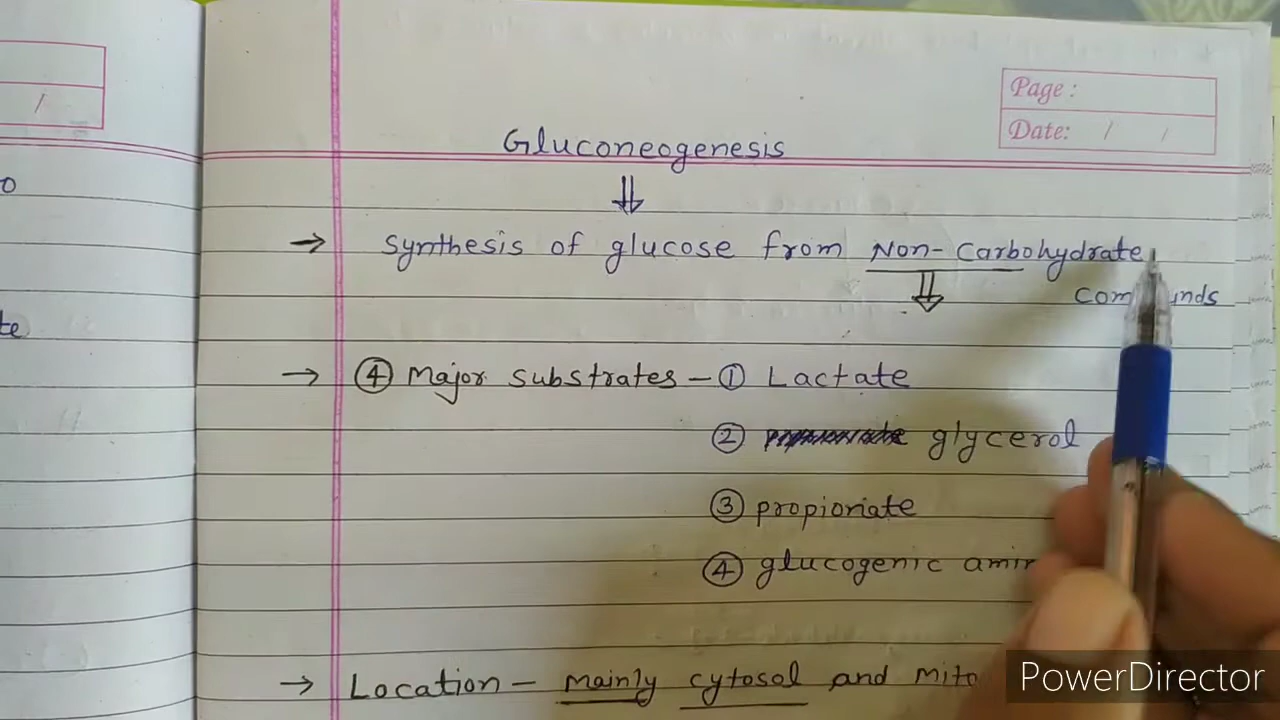 Page :
Date: / /
/
Gluconeogenesis
⇓
→ Synthesis of glucose from Non-Carbohydrate
⇓
→ ④ Major substrates - ① Lactate
② glycerol
③ propionate
④ glucogenic
→ Location - mainly cytosol and
PowerDirector